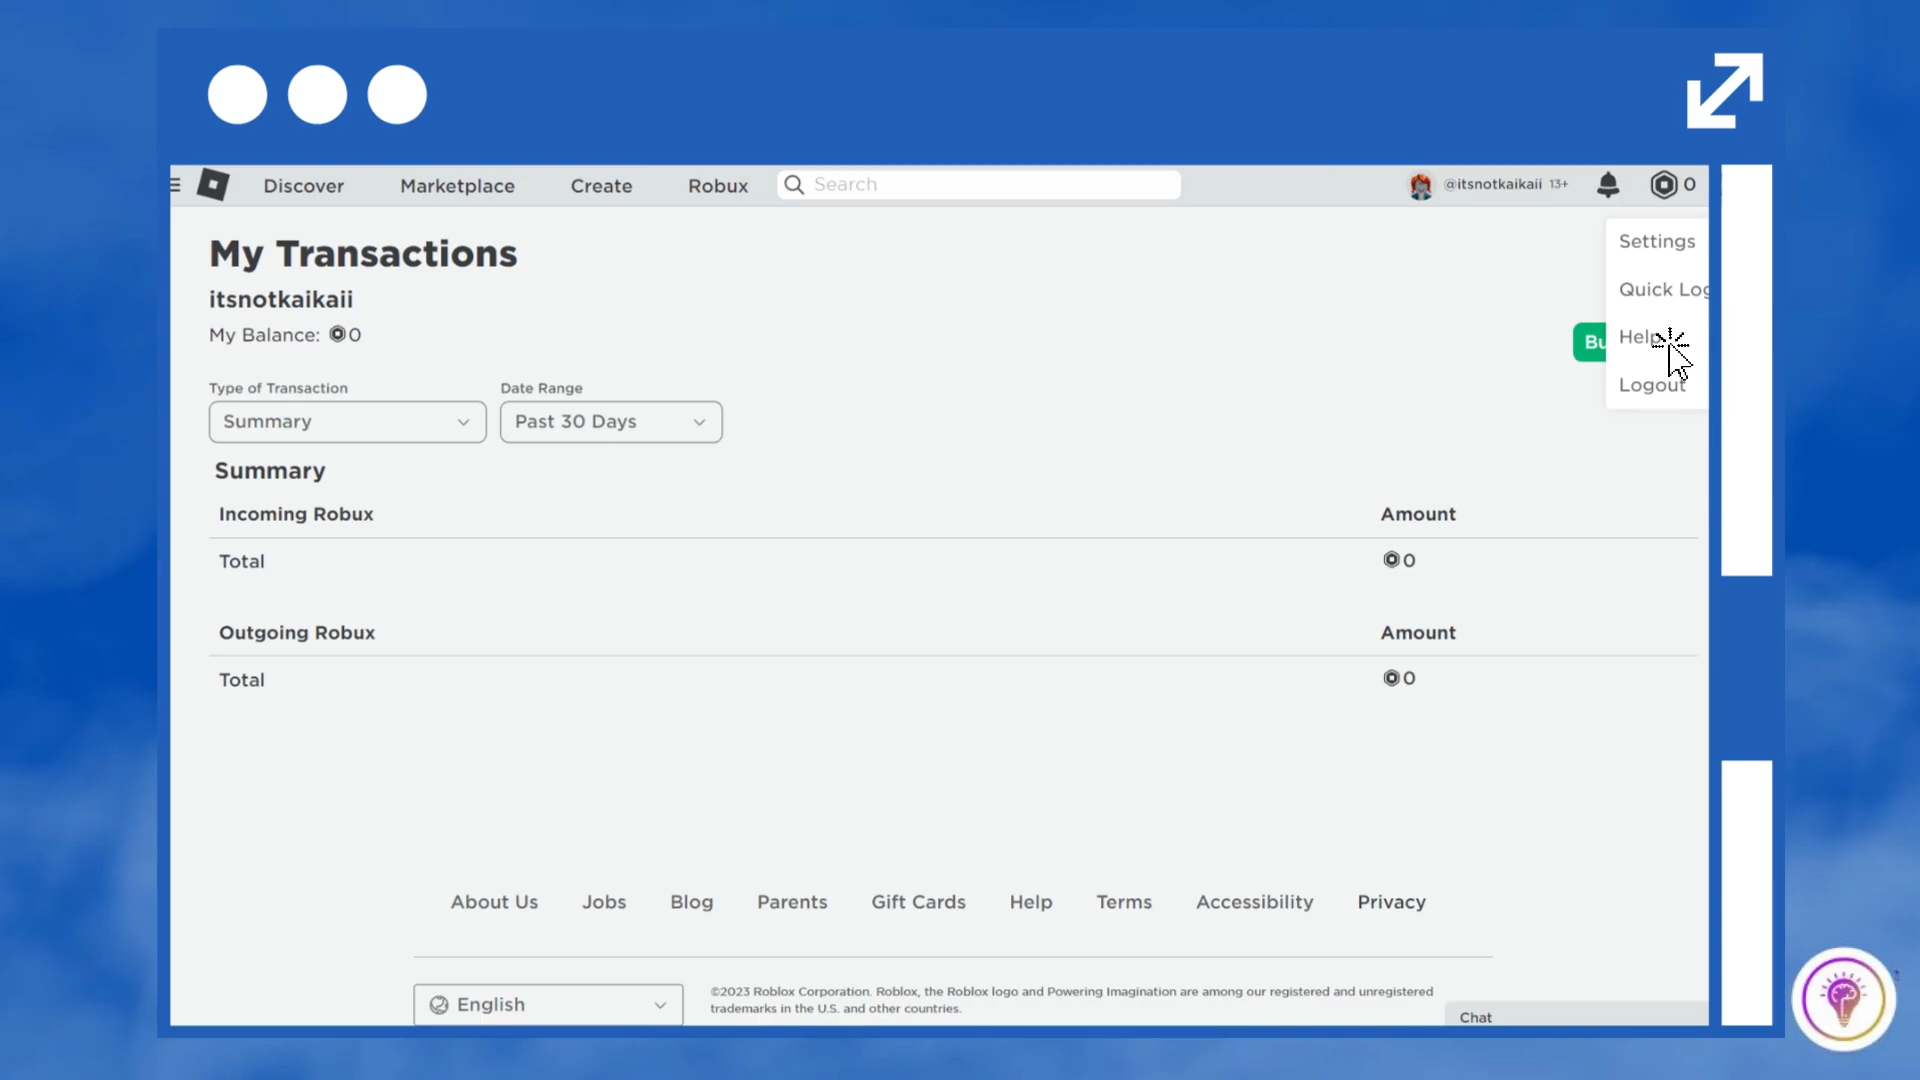 Discover Marketplace Create Robux Search @itsnotkaikaii 13+ 0
My Transactions
itsnotkaikaii
My Balance: 0
Settings
Quick Log
Help
Logout
Bu
Type of Transaction Date Range
Summary Past 30 Days
Summary
Incoming Robux Amount
Total 0
Outgoing Robux Amount
Total 0
About Us Jobs Blog Parents Gift Cards Help Terms Accessibility Privacy
English
©2023 Roblox Corporation. Roblox, the Roblox logo and Powering Imagination are among our registered and unregistered
trademarks in the U.S. and other countries.
Chat